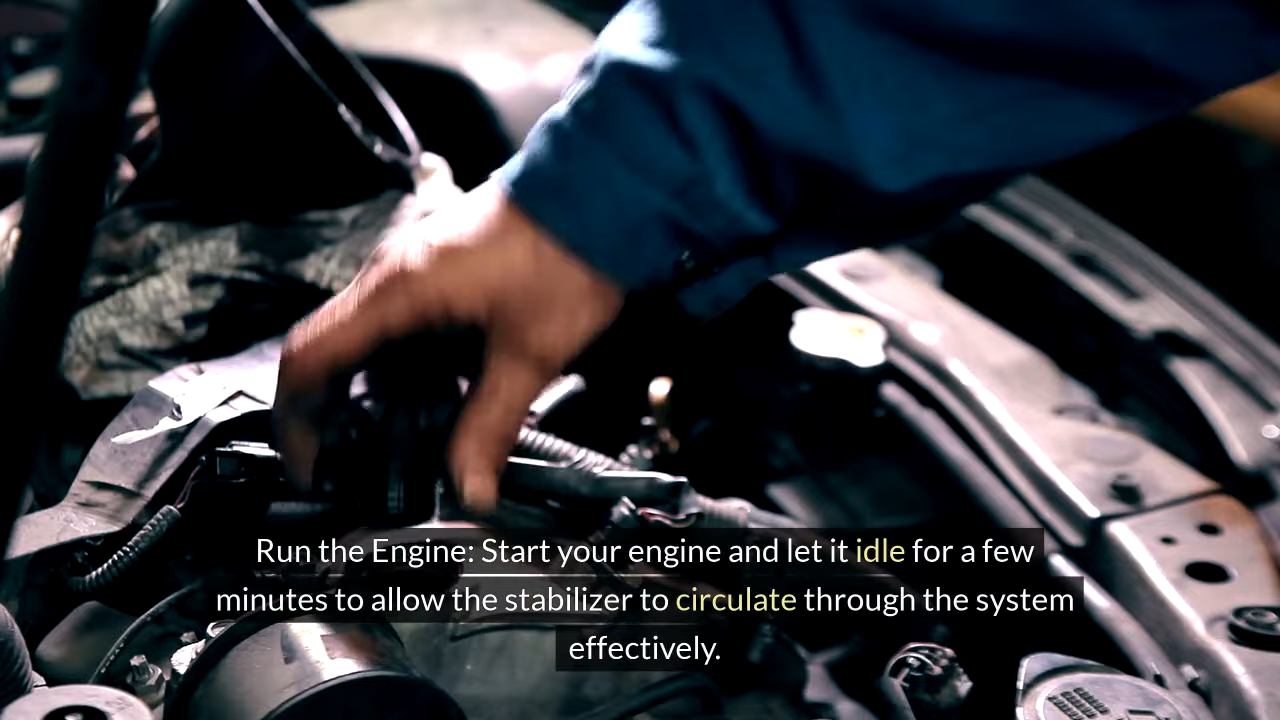 Run the Engine: Start your engine and let it idle for a few
minutes to allow the stabilizer to circulate through the system
effectively.